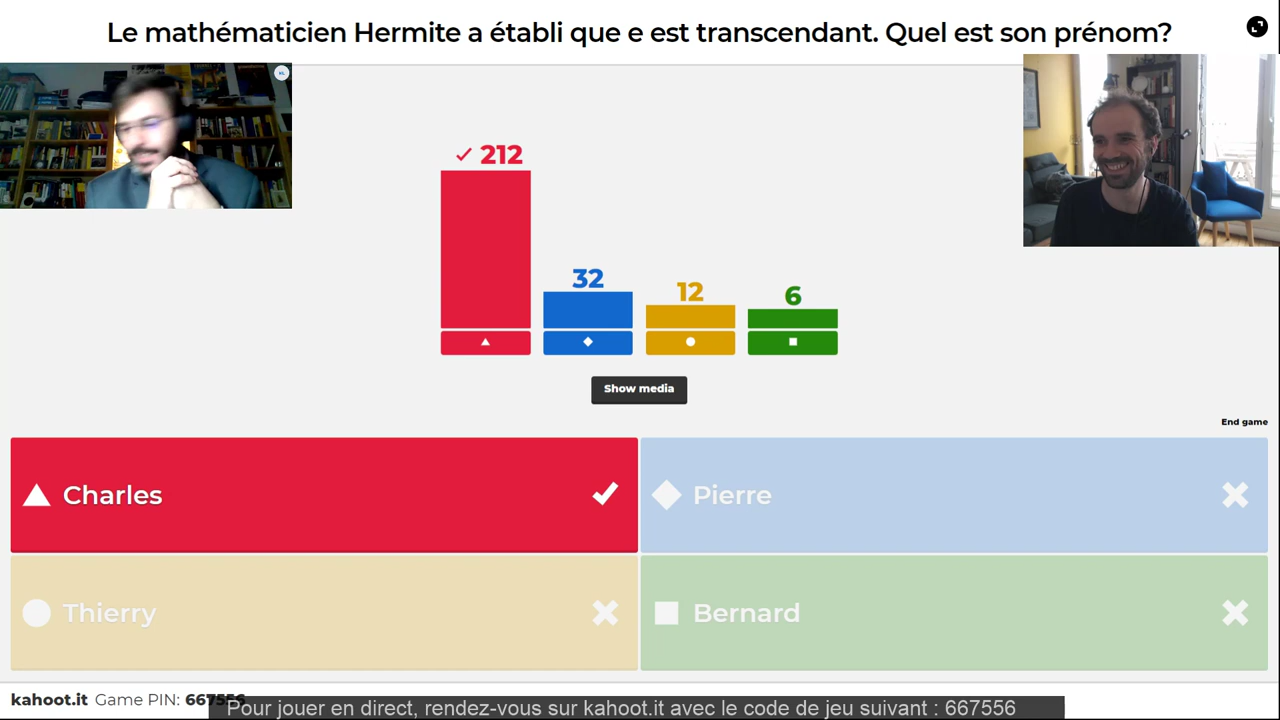 Le mathématicien Hermite a établi que e est transcendant. Quel est son prénom?
212
32
12
6
Show media
End game
Charles
Pierre
Thierry
Bernard
kahoot.it Game PIN: 667556
Pour jouer en direct, rendez-vous sur kahoot.it avec le code de jeu suivant : 667556